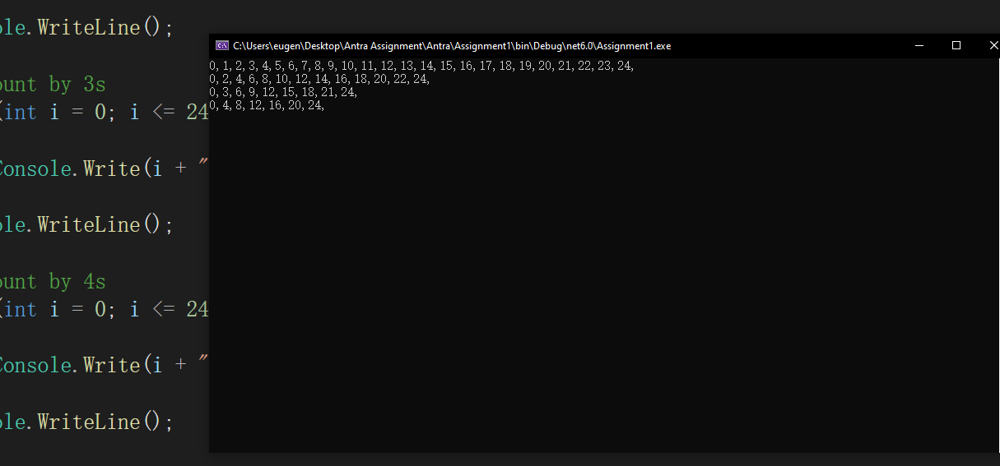 ole.WriteLine();
ount by 3s
(int i = 0; i <= 24
Console.Write(i + "
ole.WriteLine();
ount by 4s
(int i = 0; i <= 24
Console.Write(i + "
ole.WriteLine();
C:\Users\eugen\Desktop\Antra Assignment\Antra\Assignment1\bin\Debug\net6.0\Assignment1.exe
0, 1, 2, 3, 4, 5, 6, 7, 8, 9, 10, 11, 12, 13, 14, 15, 16, 17, 18, 19, 20, 21, 22, 23, 24,
0, 2, 4, 6, 8, 10, 12, 14, 16, 18, 20, 22, 24,
0, 3, 6, 9, 12, 15, 18, 21, 24,
0, 4, 8, 12, 16, 20, 24,